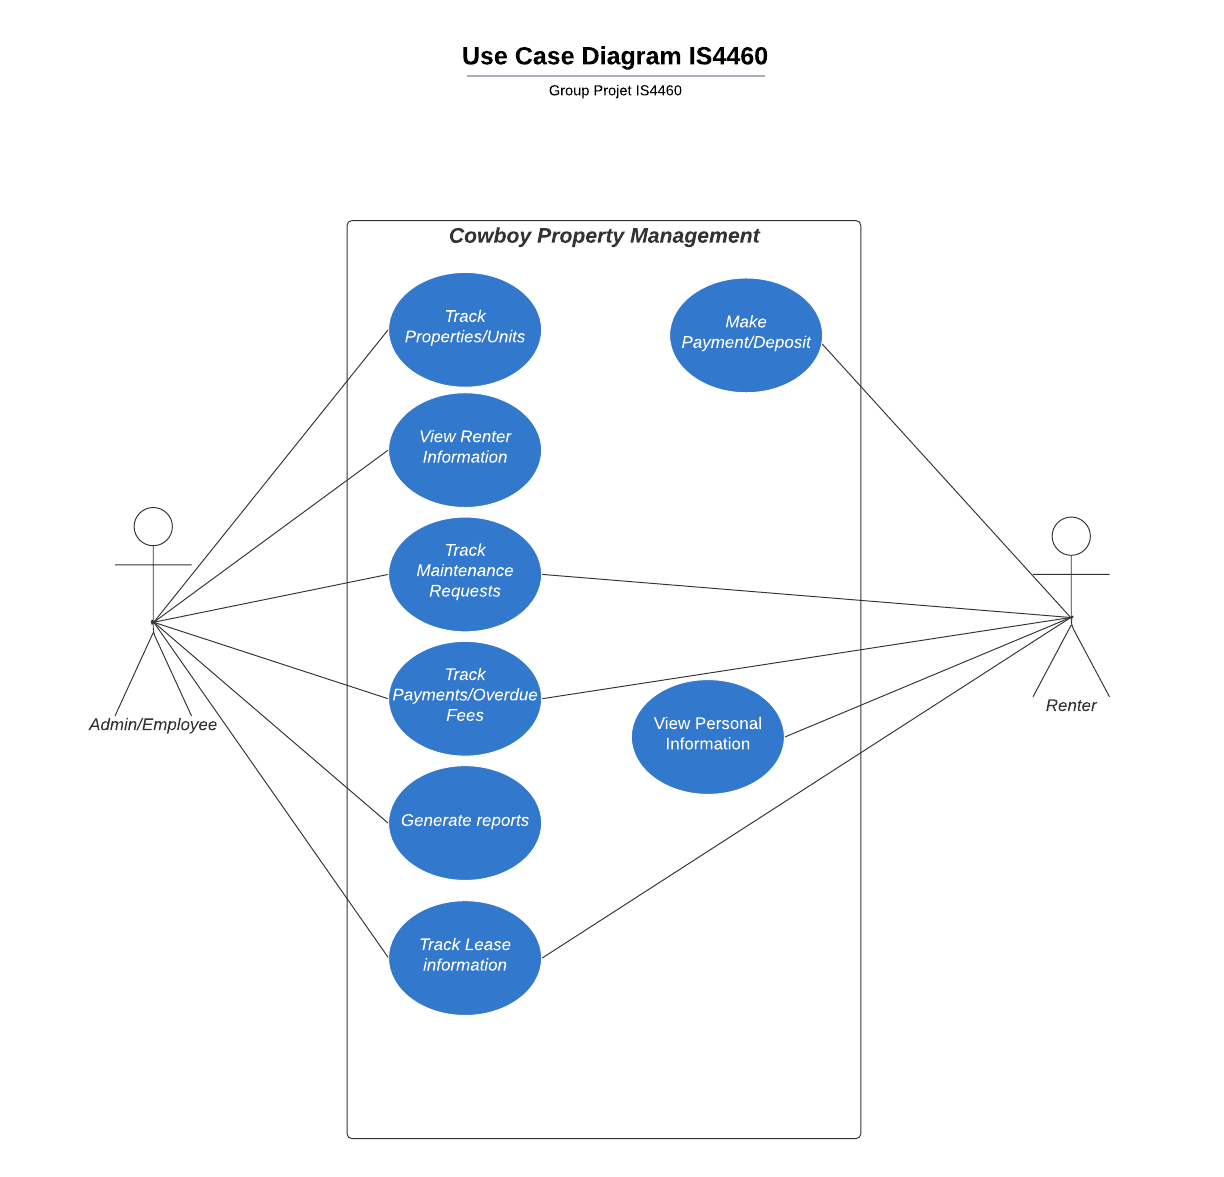 Use Case Diagram IS4460
Group Projet IS4460
Cowboy Property Management
Track
Properties/Units
Make
Payment/Deposit
View Renter
Information
Track
Maintenance
Requests
Track
Payments/Overdue
Fees
View Personal
Information
Admin/Employee
Renter
Generate reports
Track Lease
information